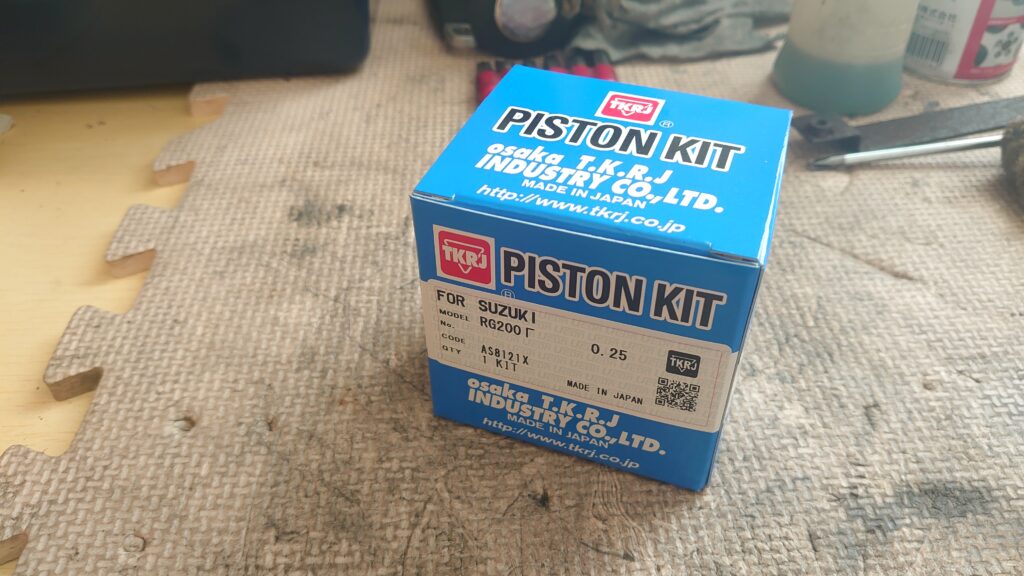 TKRJ
®
PISTON KIT
osaka T.K.R.J
INDUSTRY CO.,LTD.
MADE IN JAPAN
http://www.tkrj.co.jp
TKRJ
®
PISTON KIT
FOR SUZUKI
MODEL RG200Γ
No.
0.25
CODE AS8121X
QTY 1 KIT
TKRJ
MADE IN JAPAN
osaka T.K.R.J
INDUSTRY CO.,LTD.
MADE IN JAPAN
http://www.tkrj.co.jp